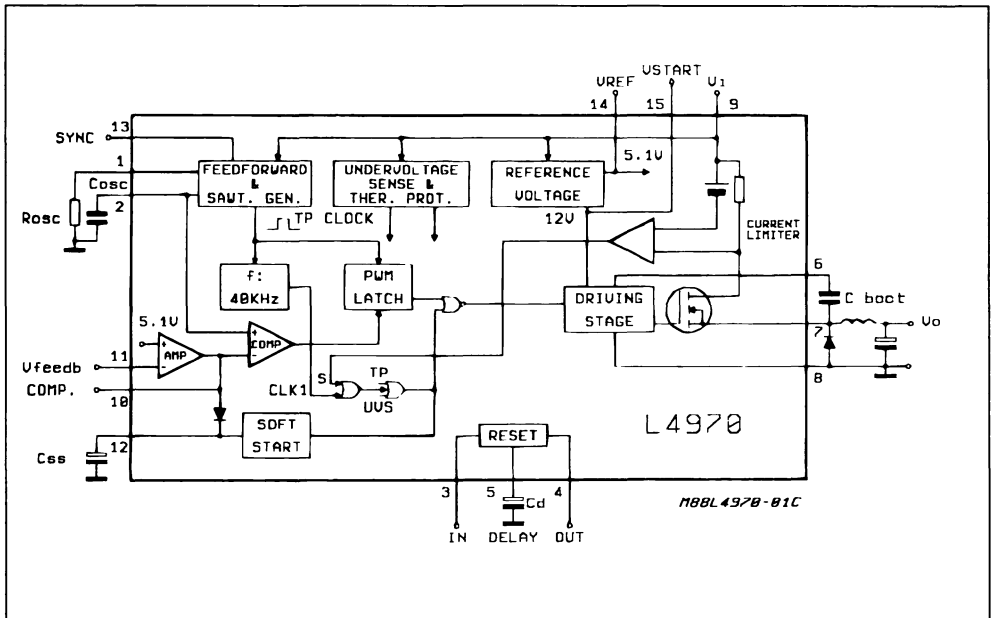 VREF
VSTART
Vi
14
15
9
13
SYNC
1
Cosc
2
Rosc
FEEDFORWARD
&
SAWT. GEN.
UNDERVOLTAGE
SENSE &
THER. PROT.
REFERENCE
VOLTAGE
5.1V
12V
TP CLOCK
CURRENT
LIMITER
f:
40KHz
PWM
LATCH
DRIVING
STAGE
6
C boot
7
Vo
8
5.1V
+
AMP
-
+
COMP
-
11
Vfeedb
COMP.
10
S
TP
CLK1
UVS
12
Css
SOFT
START
L4970
RESET
3
5
Cd
4
M88L4970-01C
IN
DELAY
OUT